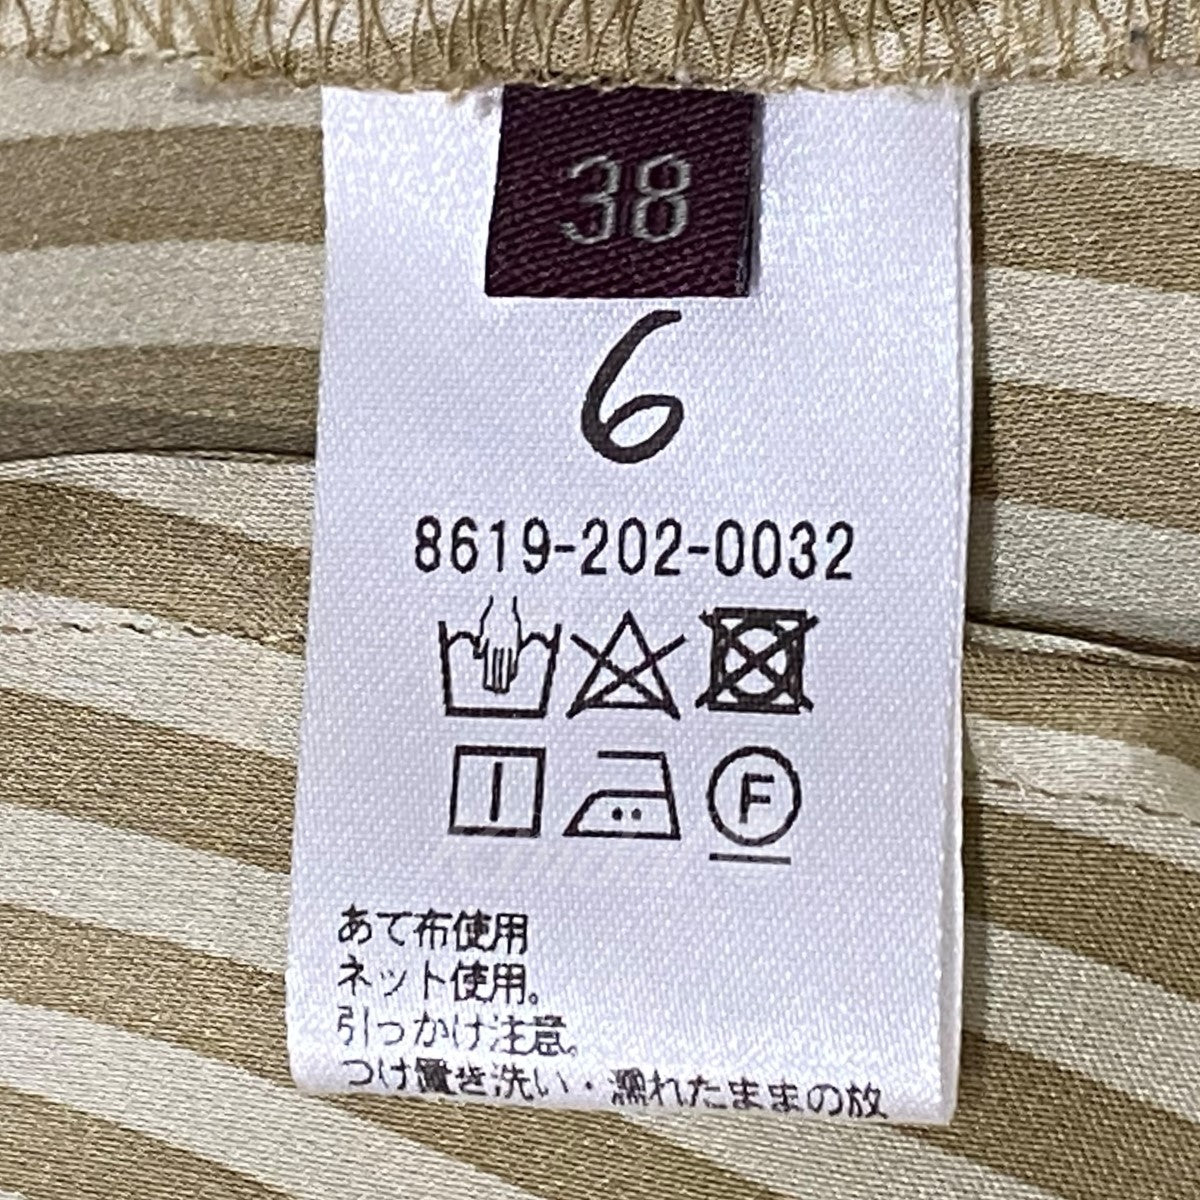 38
6
8619-202-0032
F
あて布使用
ネット使用。
引っかけ注意。
つけ置き洗い・濡れたままの放